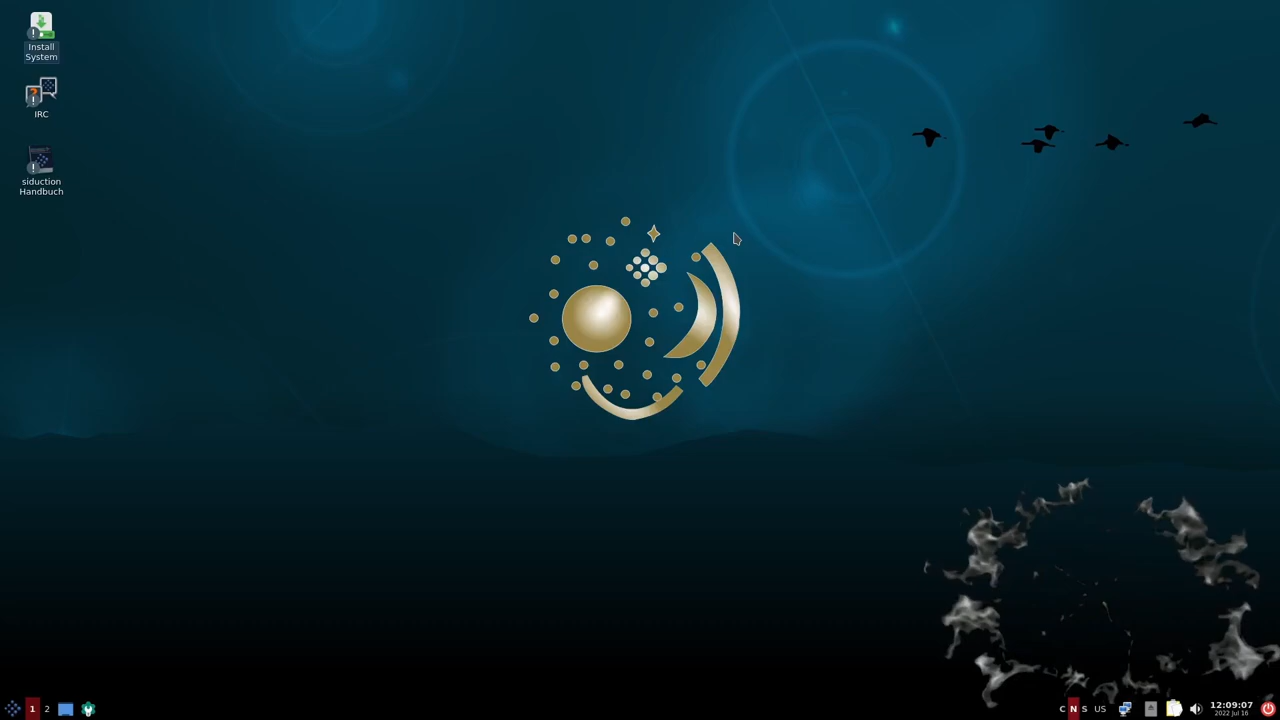 Install
System
IRC
siduction
Handbuch
1 2
C N S US
12:09:07
2022 Jul 16